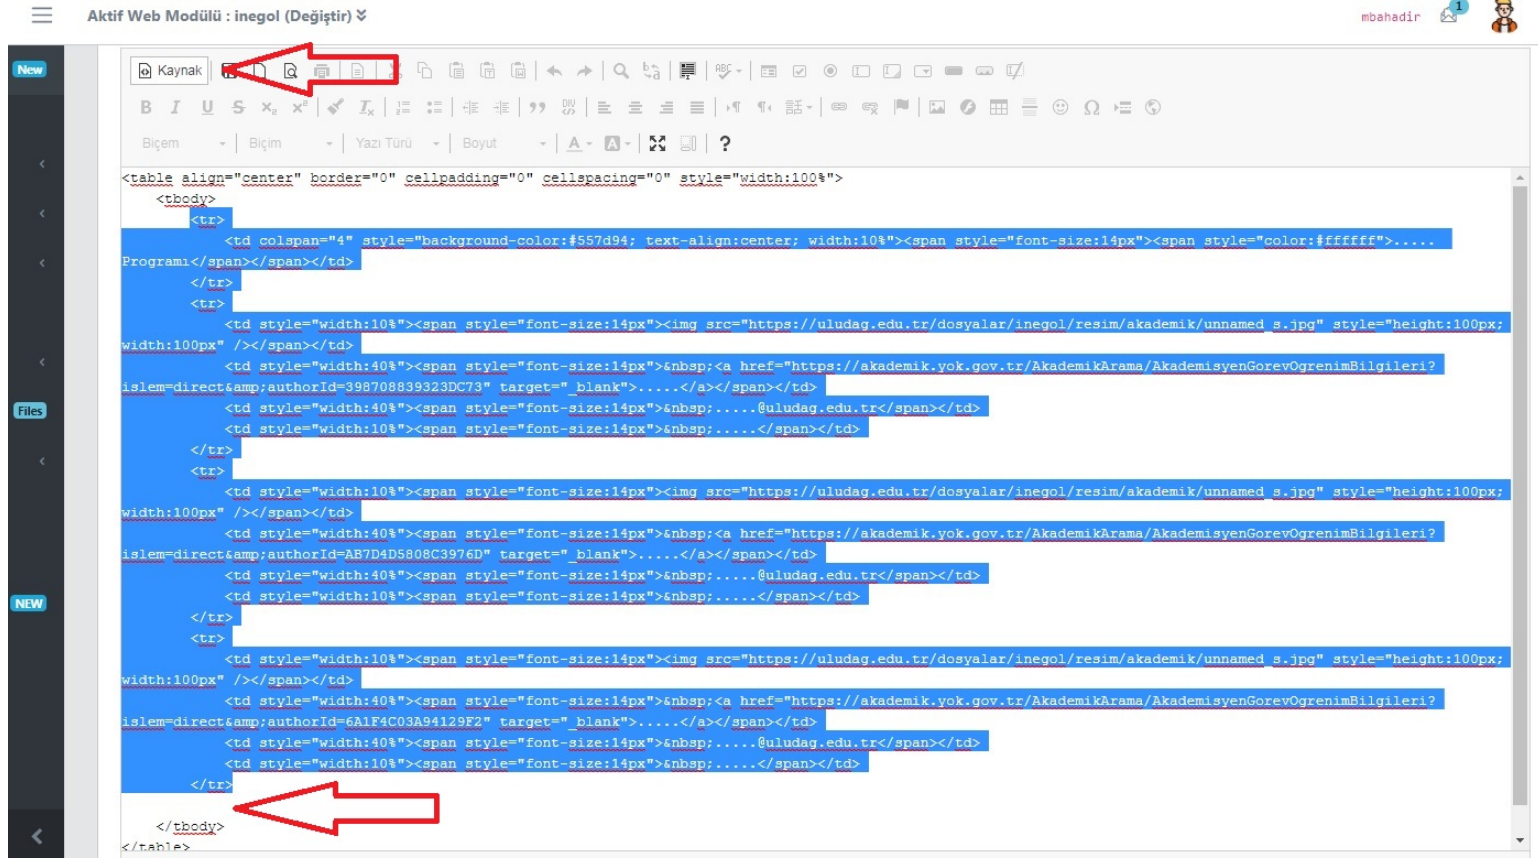 Aktif Web Modülü : inegol (Değiştir)
mbahadir
1
New
Kaynak
ABC
B I U S x₂ x² Iₓ DIV
Biçem Biçim Yazı Türü Boyut A A ?
<table align="center" border="0" cellpadding="0" cellspacing="0" style="width:100%">
<tbody>
<tr>
<td colspan="4" style="background-color:#557d94; text-align:center; width:10%"><span style="font-size:14px"><span style="color:#ffffff">.....
Programı</span></span></td>
</tr>
<tr>
<td style="width:10%"><span style="font-size:14px"><img src="https://uludag.edu.tr/dosyalar/inegol/resim/akademik/unnamed_s.jpg" style="height:100px;
width:100px" /></span></td>
<td style="width:40%"><span style="font-size:14px">&nbsp;<a href="https://akademik.yok.gov.tr/AkademikArama/AkademisyenGorevOgrenimBilgileri?
islem=direct&amp;authorId=398708839323DC73" target="_blank">.....</a></span></td>
Files
<td style="width:40%"><span style="font-size:14px">&nbsp;.....@uludag.edu.tr</span></td>
<td style="width:10%"><span style="font-size:14px">&nbsp;.....</span></td>
</tr>
<tr>
<td style="width:10%"><span style="font-size:14px"><img src="https://uludag.edu.tr/dosyalar/inegol/resim/akademik/unnamed_s.jpg" style="height:100px;
width:100px" /></span></td>
<td style="width:40%"><span style="font-size:14px">&nbsp;<a href="https://akademik.yok.gov.tr/AkademikArama/AkademisyenGorevOgrenimBilgileri?
islem=direct&amp;authorId=AB7D4D5808C3976D" target="_blank">.....</a></span></td>
<td style="width:40%"><span style="font-size:14px">&nbsp;.....@uludag.edu.tr</span></td>
<td style="width:10%"><span style="font-size:14px">&nbsp;.....</span></td>
NEW
</tr>
<tr>
<td style="width:10%"><span style="font-size:14px"><img src="https://uludag.edu.tr/dosyalar/inegol/resim/akademik/unnamed_s.jpg" style="height:100px;
width:100px" /></span></td>
<td style="width:40%"><span style="font-size:14px">&nbsp;<a href="https://akademik.yok.gov.tr/AkademikArama/AkademisyenGorevOgrenimBilgileri?
islem=direct&amp;authorId=6A1F4C03A94129F2" target="_blank">.....</a></span></td>
<td style="width:40%"><span style="font-size:14px">&nbsp;.....@uludag.edu.tr</span></td>
<td style="width:10%"><span style="font-size:14px">&nbsp;.....</span></td>
</tr>
</tbody>
</table>